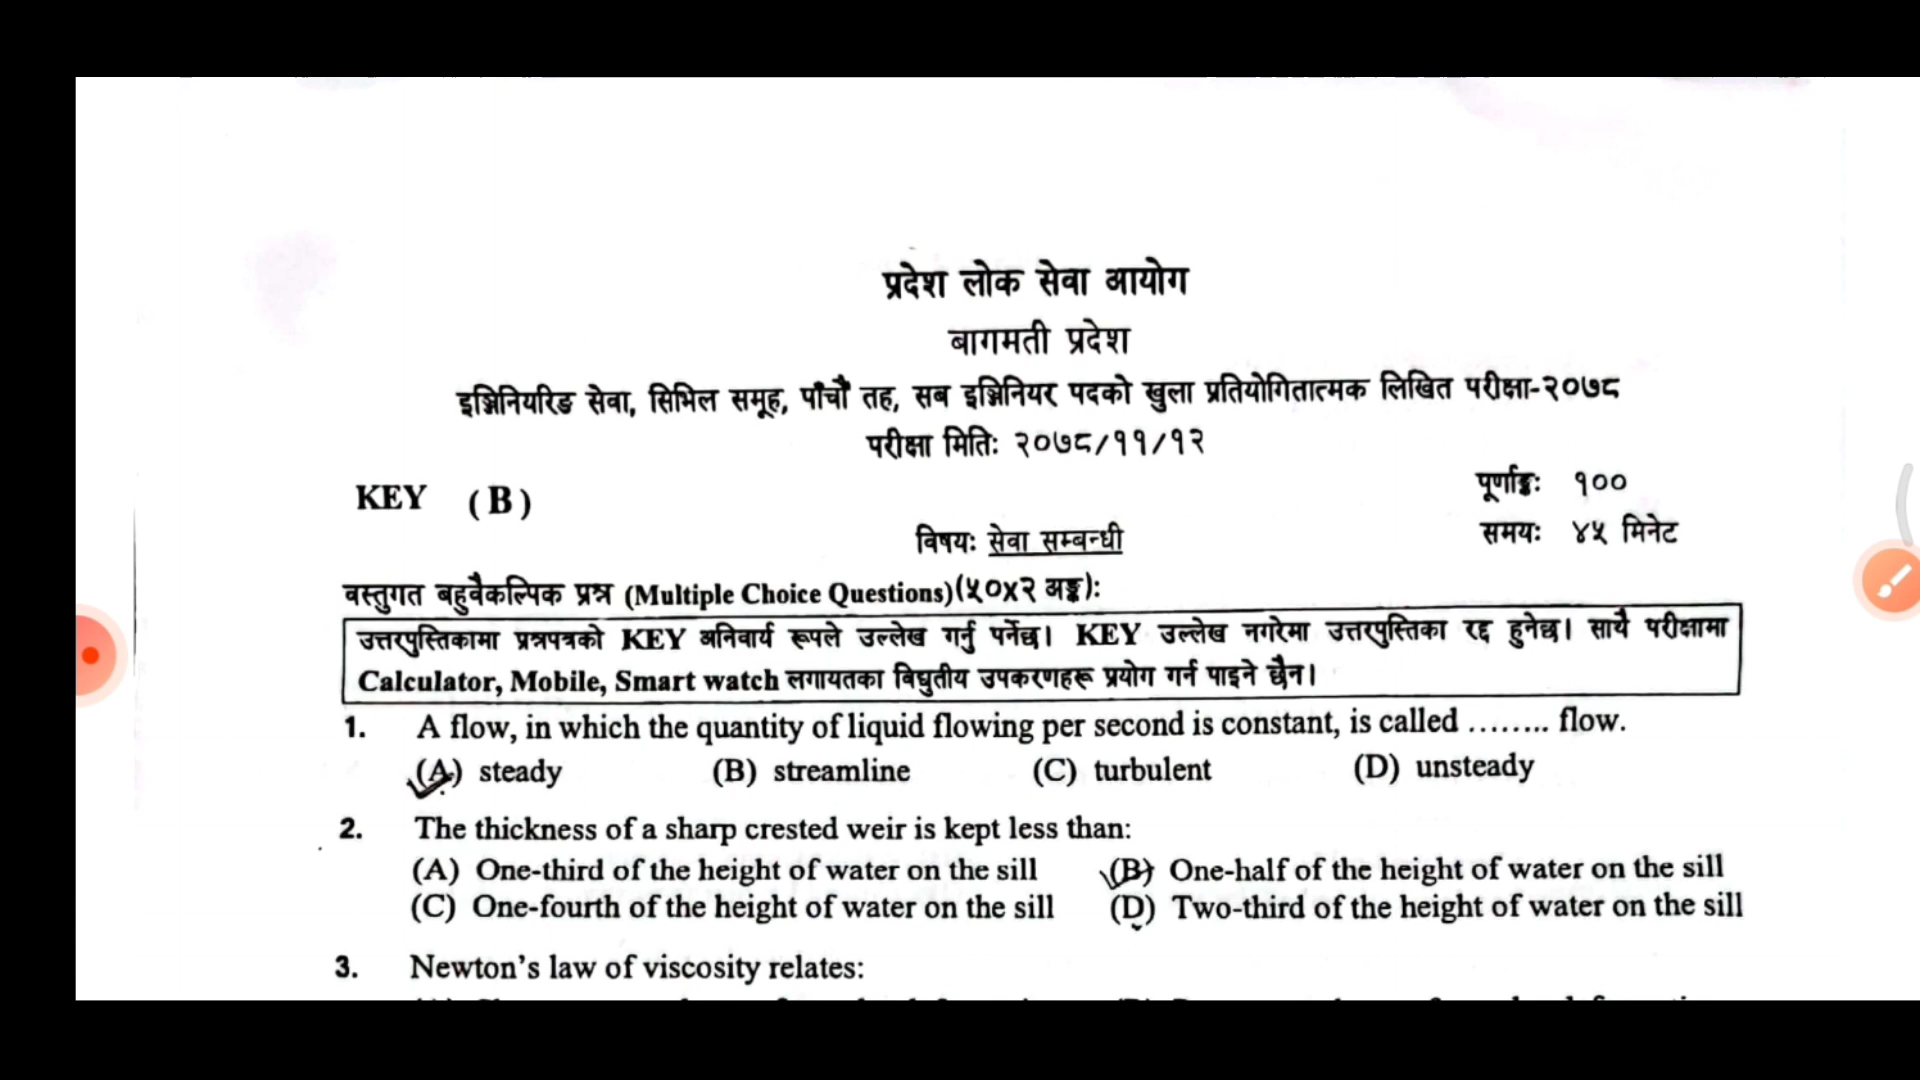 प्रदेश लोक सेवा आयोग
बागमती प्रदेश
इञ्जिनियरिङ सेवा, सिभिल समूह, पाँचौं तह, सब इञ्जिनियर पदको खुला प्रतियोगितात्मक लिखित परीक्षा-२०७८
परीक्षा मितिः २०७८/११/१२
KEY (B)
पूर्णाङ्कः १००
विषयः सेवा सम्बन्धी
समयः ४५ मिनेट
वस्तुगत बहुवैकल्पिक प्रश्न (Multiple Choice Questions)(५०x२ अङ्क):
उत्तरपुस्तिकामा प्रश्नपत्रको KEY अनिवार्य रूपले उल्लेख गर्नु पर्नेछ। KEY उल्लेख नगरेमा उत्तरपुस्तिका रद्द हुनेछ। साथै परीक्षामा
Calculator, Mobile, Smart watch लगायतका विद्युतीय उपकरणहरू प्रयोग गर्न पाइने छैन।
1. A flow, in which the quantity of liquid flowing per second is constant, is called ........ flow.
(A) steady (B) streamline (C) turbulent (D) unsteady
2. The thickness of a sharp crested weir is kept less than:
(A) One-third of the height of water on the sill (B) One-half of the height of water on the sill
(C) One-fourth of the height of water on the sill (D) Two-third of the height of water on the sill
3. Newton's law of viscosity relates: